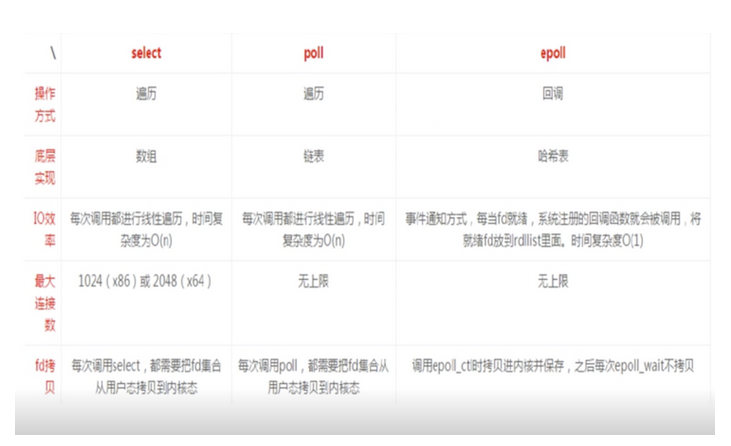 \ select poll epoll
操作 遍历 遍历 回调
方式
底层 数组 链表 哈希表
实现
IO效 每次调用都进行线性遍历，时间复 每次调用都进行线性遍历，时间 事件通知方式，每当fd就绪，系统注册的回调函数就会被调用，将
率 杂度为O(n) 复杂度为O(n) 就绪fd放到rdllist里面。时间复杂度O(1)
最大 1024（x86）或 2048（x64） 无上限 无上限
连接
数
fd拷 每次调用select，都需要把fd集合 每次调用poll，都需要把fd集合从 调用epoll_ctl时拷贝进内核并保存，之后每次epoll_wait不拷贝
贝 从用户态拷贝到内核态 用户态拷贝到内核态